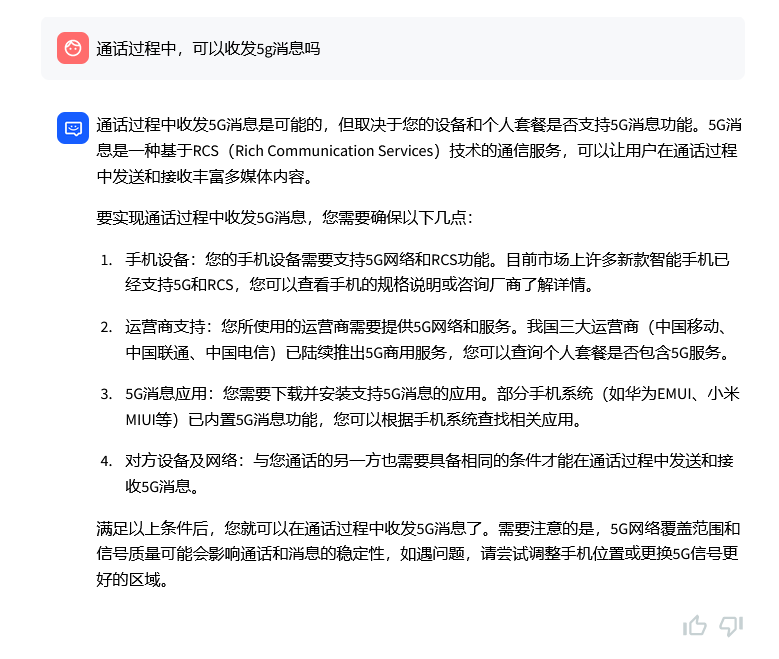 通话过程中，可以收发5g消息吗
通话过程中收发5G消息是可能的，但取决于您的设备和个人套餐是否支持5G消息功能。5G消
息是一种基于RCS（Rich Communication Services）技术的通信服务，可以让用户在通话过程
中发送和接收丰富多媒体内容。
要实现通话过程中收发5G消息，您需要确保以下几点：
1. 手机设备：您的手机设备需要支持5G网络和RCS功能。目前市场上许多新款智能手机已
经支持5G和RCS，您可以查看手机的规格说明或咨询厂商了解详情。
2. 运营商支持：您所使用的运营商需要提供5G网络和服务。我国三大运营商（中国移动、
中国联通、中国电信）已陆续推出5G商用服务，您可以查询个人套餐是否包含5G服务。
3. 5G消息应用：您需要下载并安装支持5G消息的应用。部分手机系统（如华为EMUI、小米
MIUI等）已内置5G消息功能，您可以根据手机系统查找相关应用。
4. 对方设备及网络：与您通话的另一方也需要具备相同的条件才能在通话过程中发送和接
收5G消息。
满足以上条件后，您就可以在通话过程中收发5G消息了。需要注意的是，5G网络覆盖范围和
信号质量可能会影响通话和消息的稳定性，如遇问题，请尝试调整手机位置或更换5G信号更
好的区域。